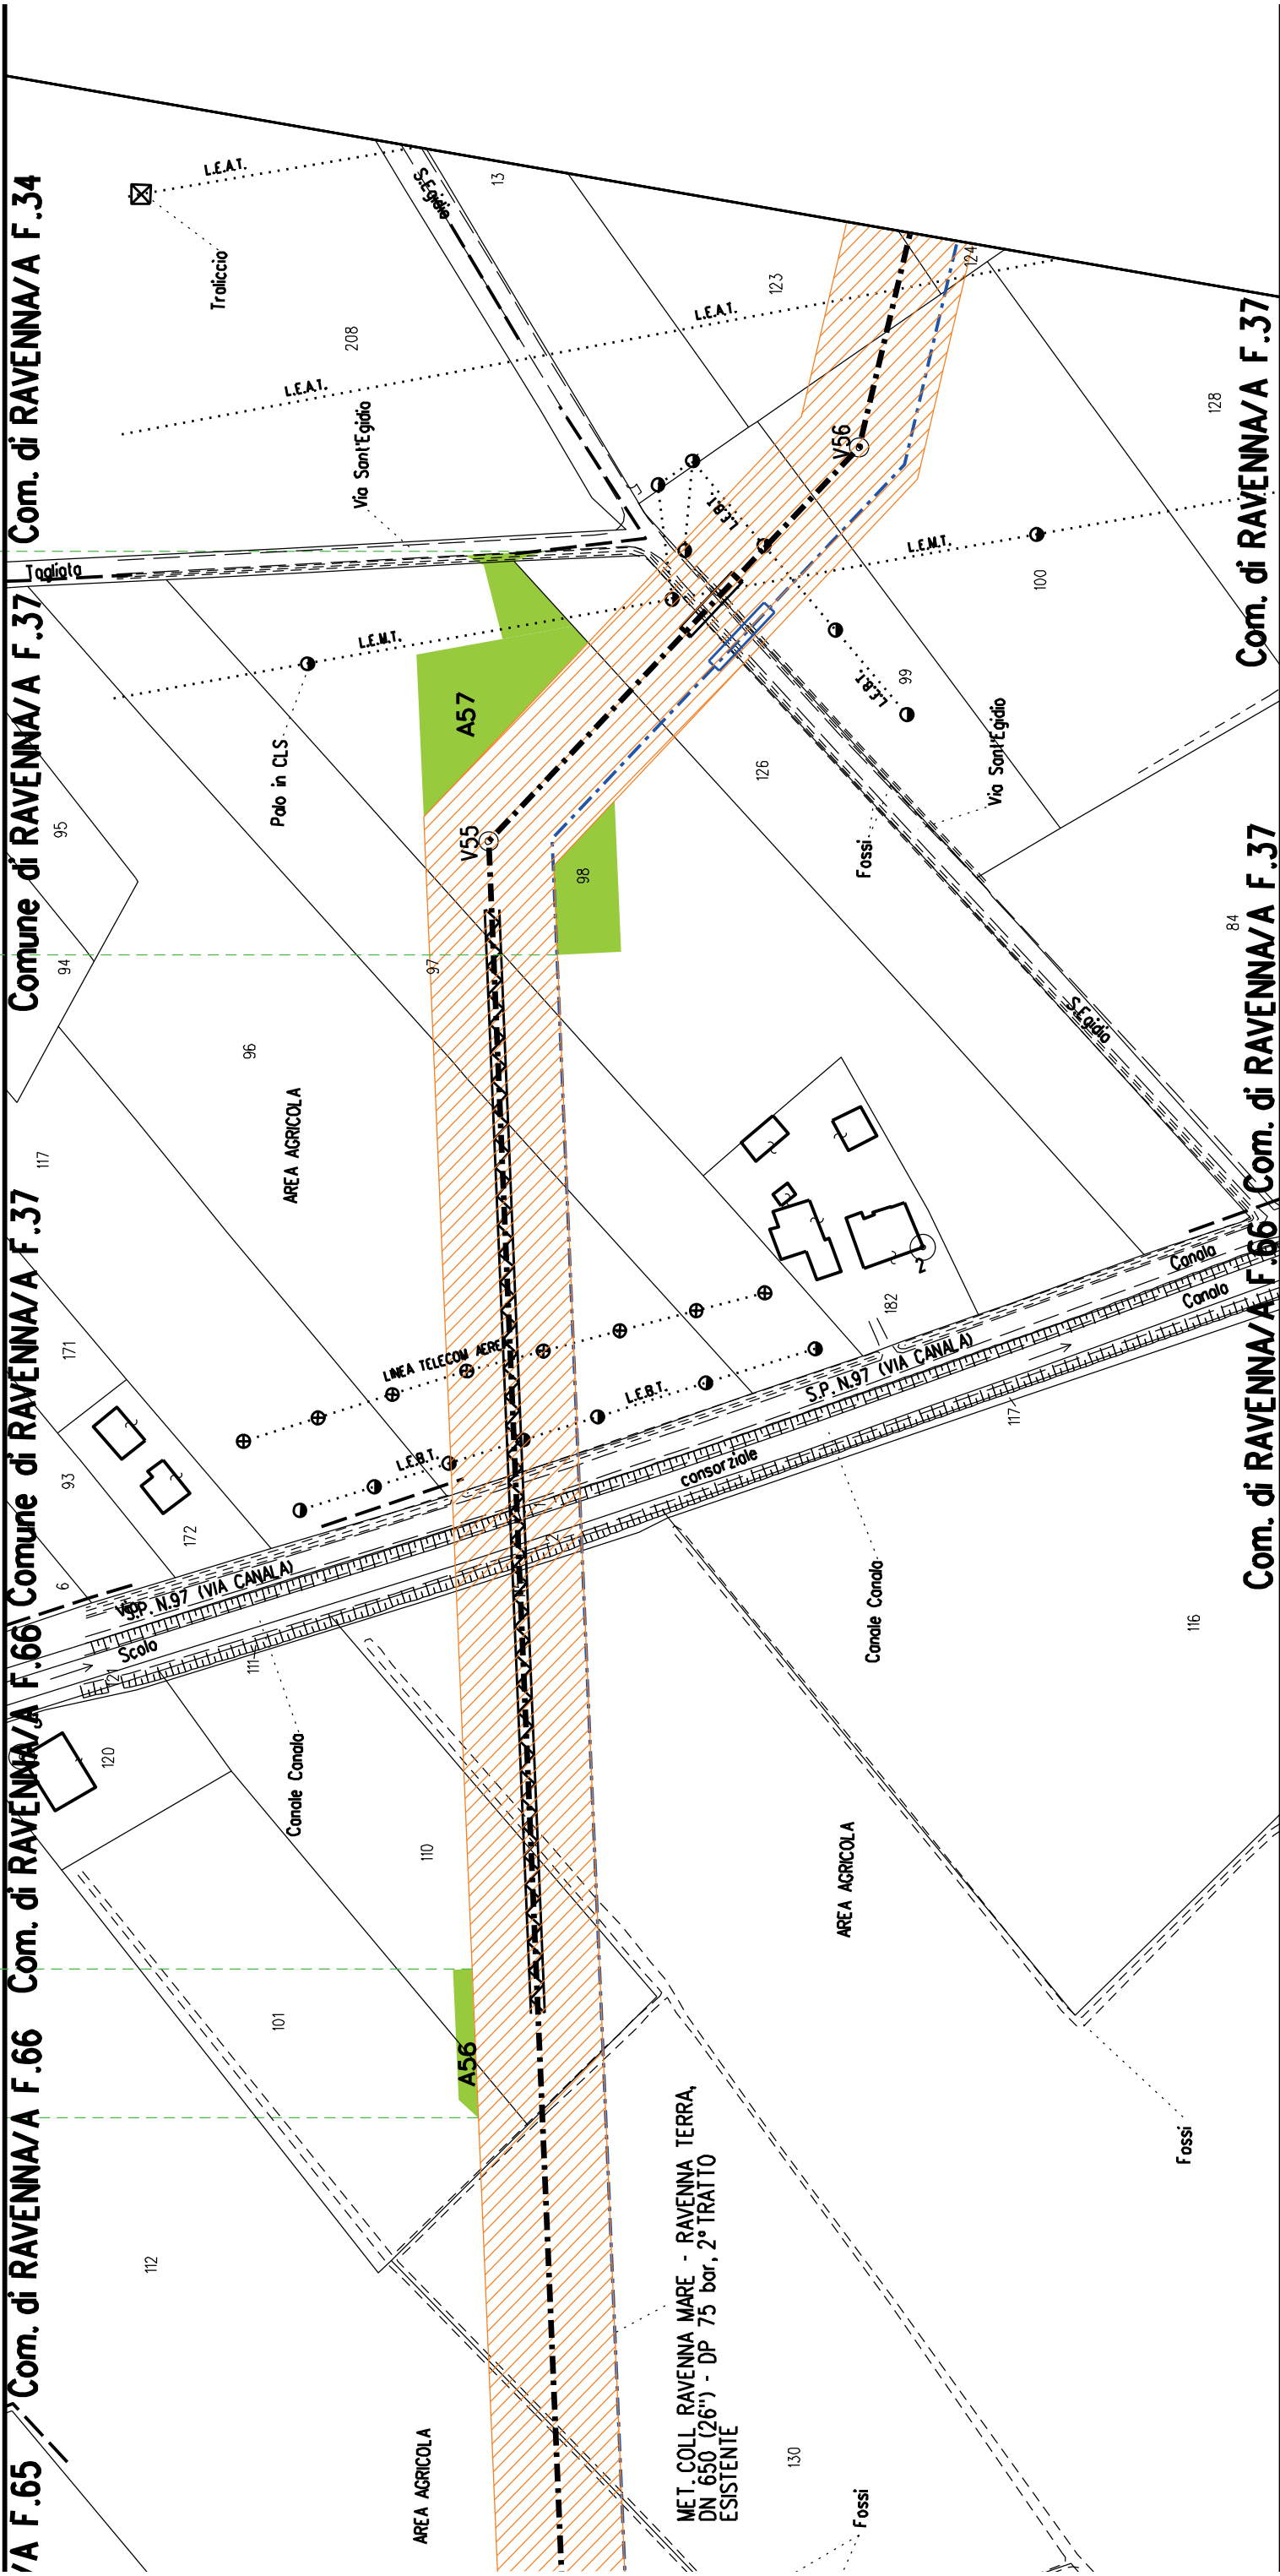 /A F.65
Com. di RAVENNA/A F.66
Com. di RAVENNA/A F.66
Comune di RAVENNA/A F.37
Comune di RAVENNA/A F.37
Com. di RAVENNA/A F.34
L.E.A.T.
Traliccio
208
L.E.A.T.
Via Sant'Egidio
S.Egidio
13
123
L.E.A.T.
124
128
V56
L.E.B.T.
L.E.M.T.
100
Tagliata
L.E.M.T.
A57
Palo in CLS
95
94
V55
98
97
126
99
L.E.B.T.
Via Sant'Egidio
Fossi
84
S.Egidio
96
AREA AGRICOLA
117
171
93
172
6
LINEA TELECOM AEREA
L.E.B.T.
L.E.B.T.
2
182
Canala
Canala
S.P. N.97 (VIA CANALA)
S.P. N.97 (VIA CANALA)
Via
Scolo
consorziale
117
121
111
120
Canale Canala
Canale Canala
116
110
AREA AGRICOLA
101
A56
112
Fossi
MET. COLL. RAVENNA MARE - RAVENNA TERRA,
DN 650 (26") - DP 75 bar, 2° TRATTO
ESISTENTE
AREA AGRICOLA
130
Fossi
Com. di RAVENNA/A F.66
Com. di RAVENNA/A F.37
Com. di RAVENNA/A F.37